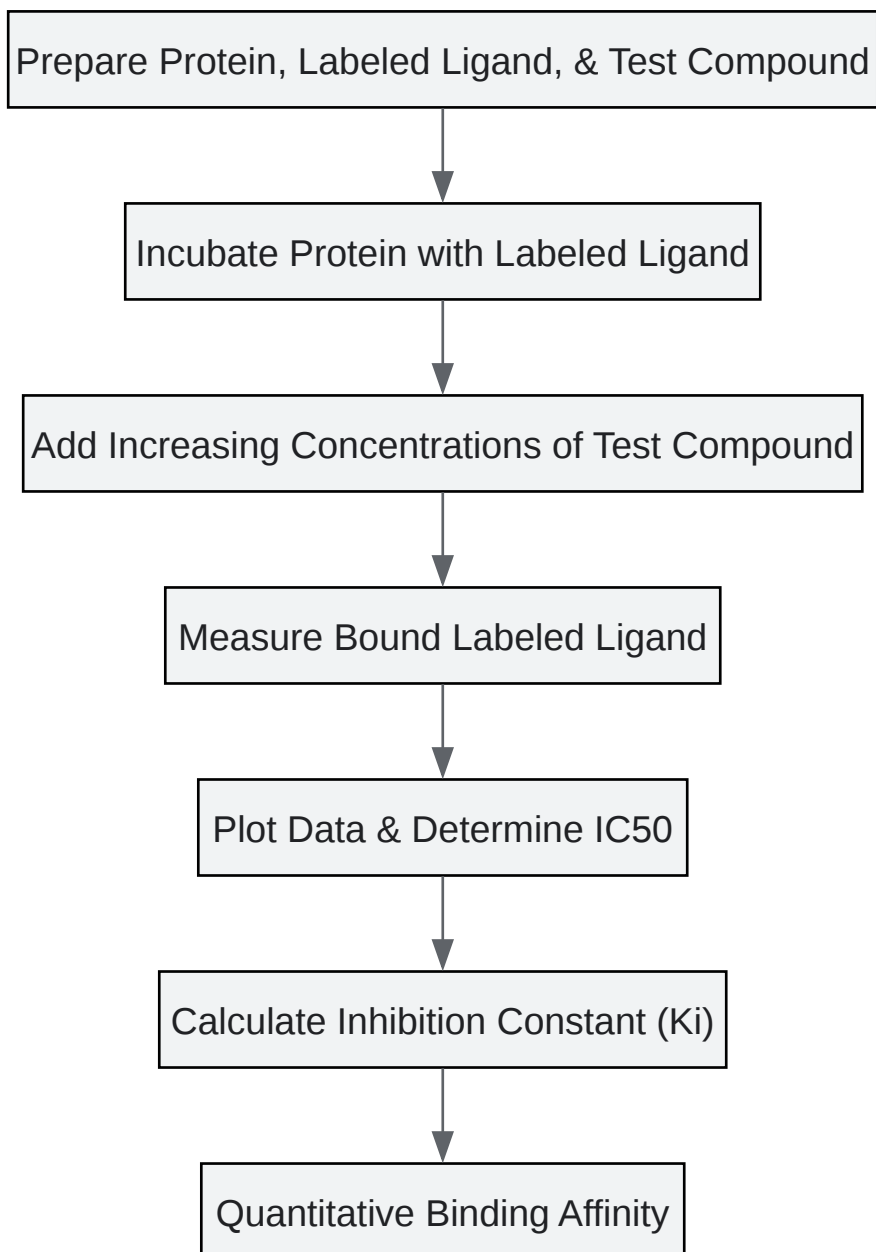 Prepare Protein, Labeled Ligand, & Test Compound
Incubate Protein with Labeled Ligand
Add Increasing Concentrations of Test Compound
Measure Bound Labeled Ligand
Plot Data & Determine IC50
Calculate Inhibition Constant (Ki)
Quantitative Binding Affinity